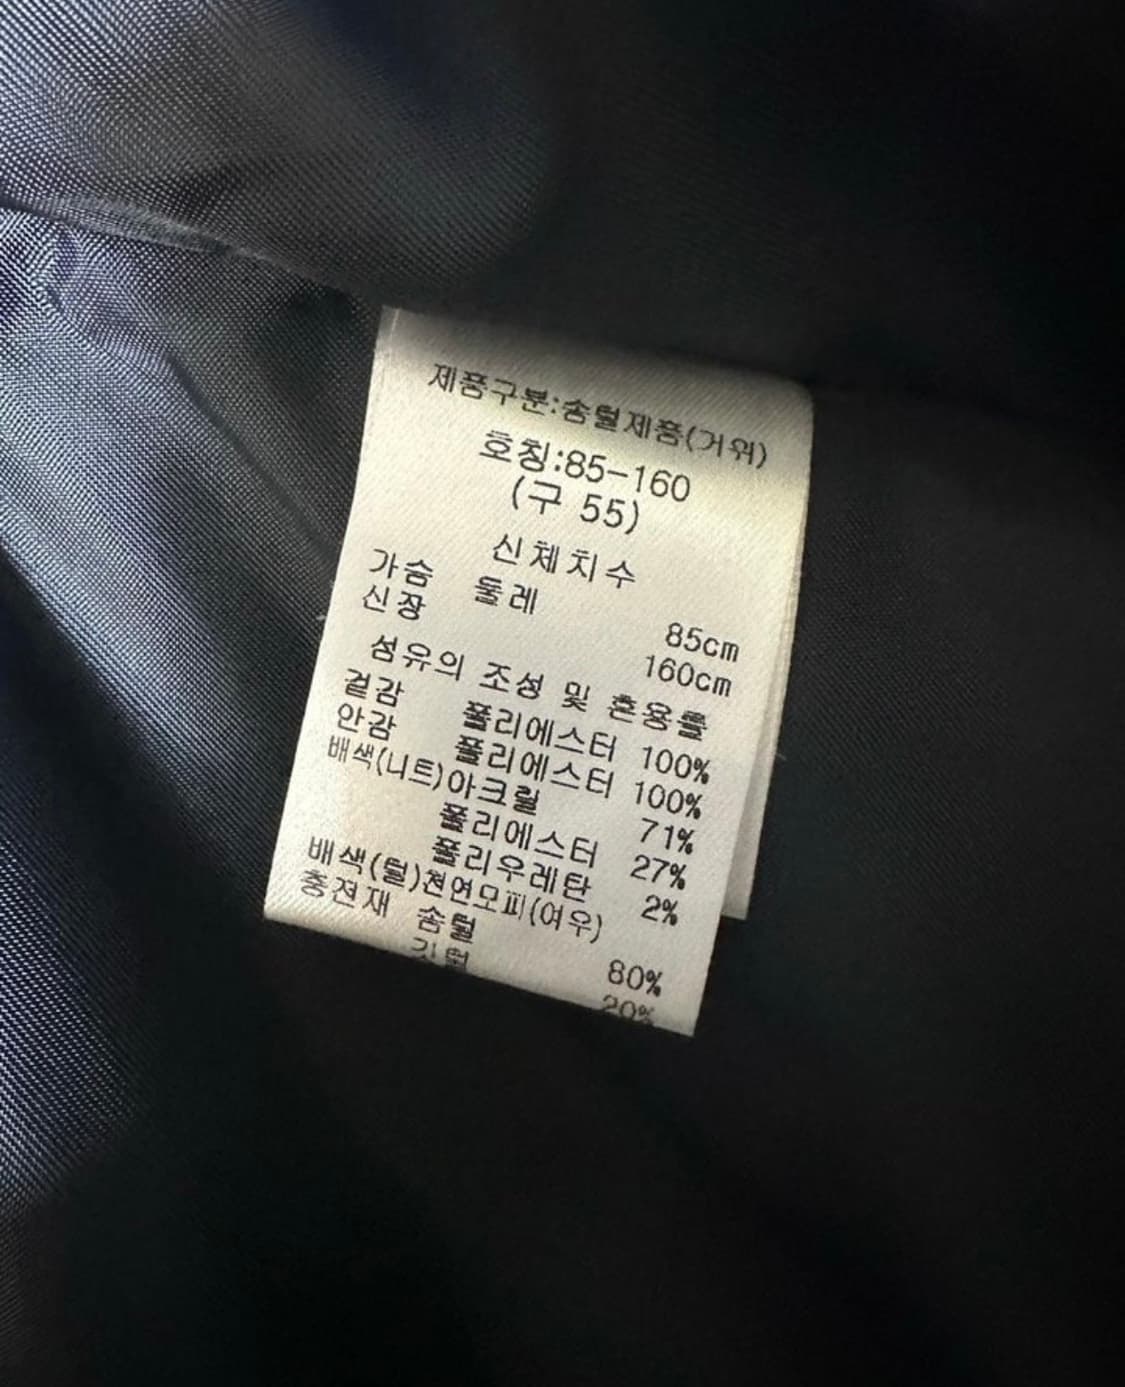 제품구분:솜털제품(거위)
호칭:85-160
(구 55)
신체치수
가슴 둘레 85cm
신장 160cm
섬유의 조성 및 혼용률
겉감 폴리에스터 100%
안감 폴리에스터 100%
배색(니트)아크릴 71%
폴리에스터 27%
폴리우레탄 2%
배색(털)천연모피(여우)
충전재 솜털 80%
깃털 20%